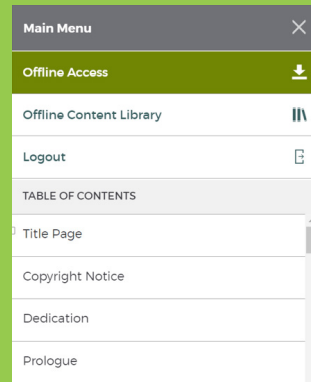 Main Menu
Offline Access
Offline Content Library
Logout
TABLE OF CONTENTS
Title Page
Copyright Notice
Dedication
Prologue